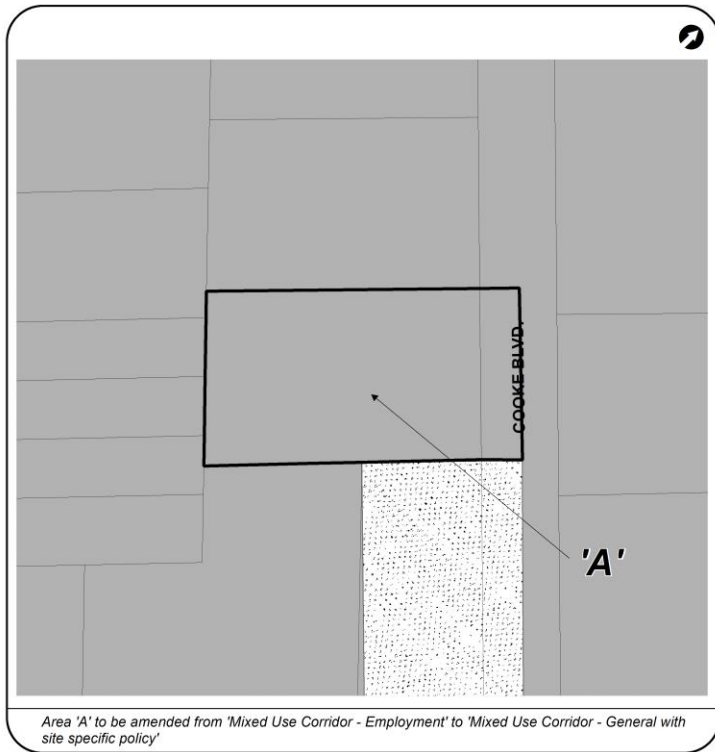 COOKE BLVD.
'A'
Area 'A' to be amended from 'Mixed Use Corridor - Employment' to 'Mixed Use Corridor - General with
site specific policy'